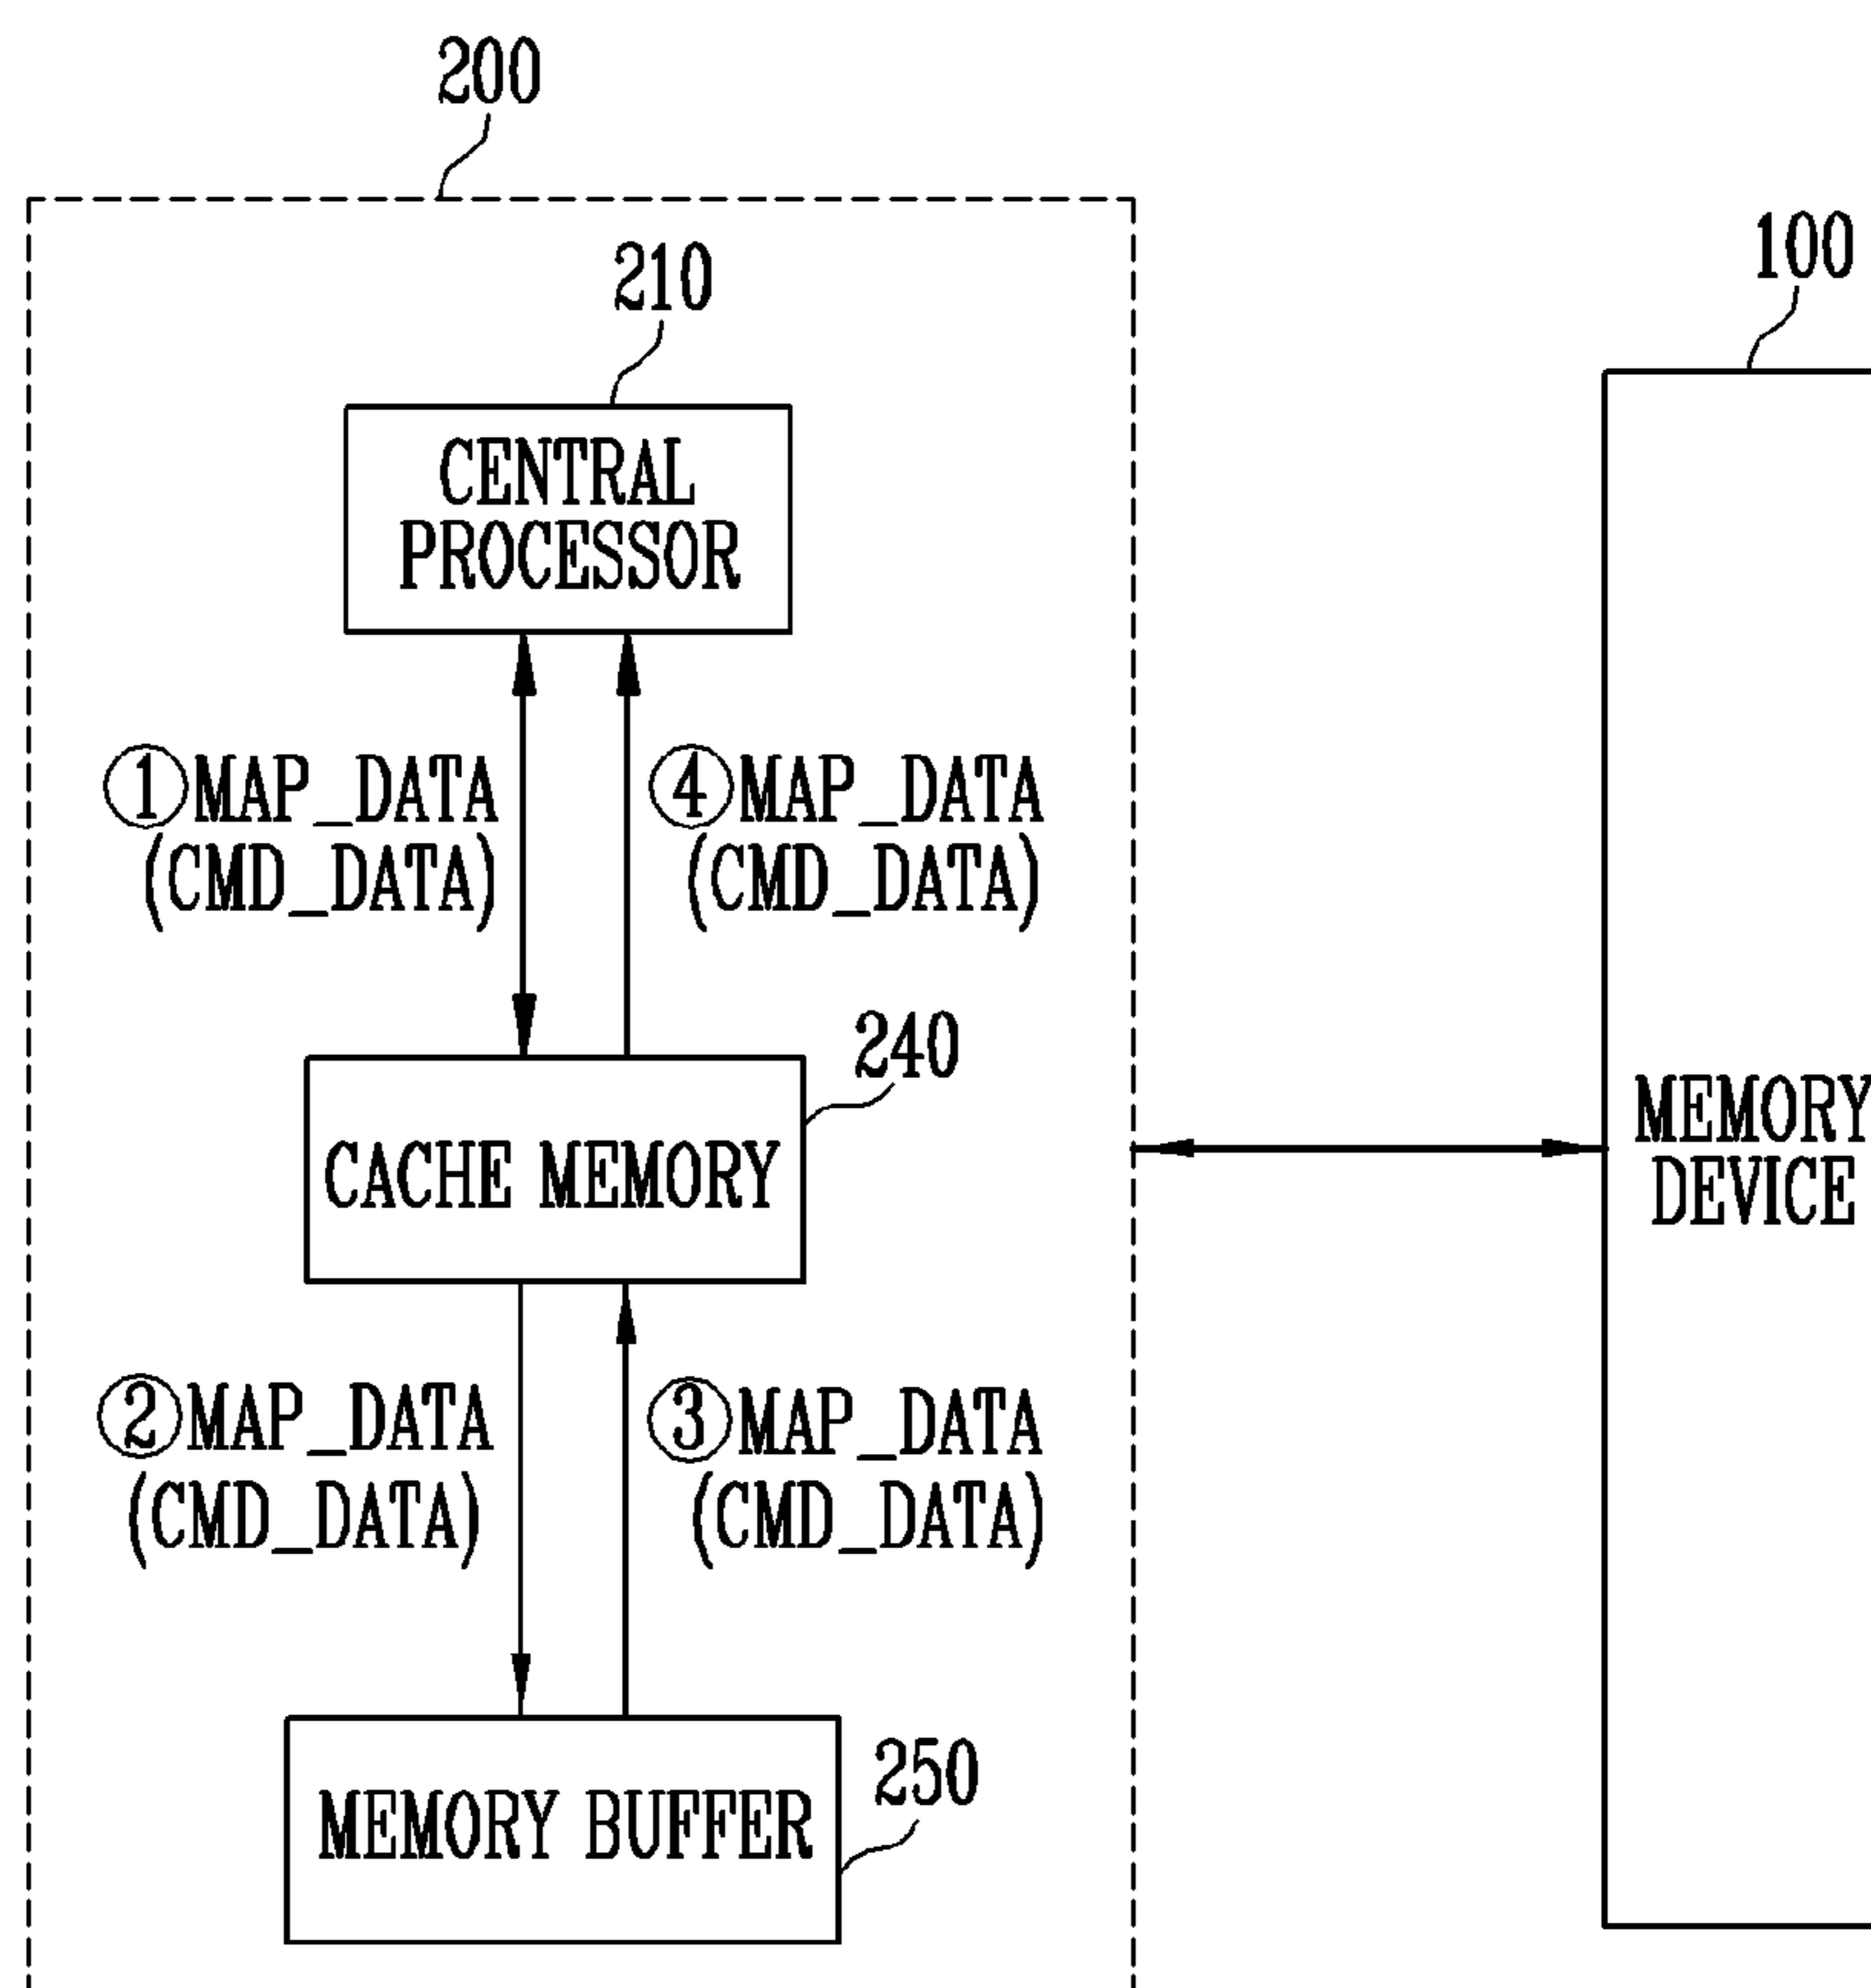 200
210
100
CENTRAL
PROCESSOR
①MAP_DATA
(CMD_DATA)
④MAP_DATA
(CMD_DATA)
240
CACHE MEMORY
MEMORY
DEVICE
②MAP_DATA
(CMD_DATA)
③MAP_DATA
(CMD_DATA)
250
MEMORY BUFFER